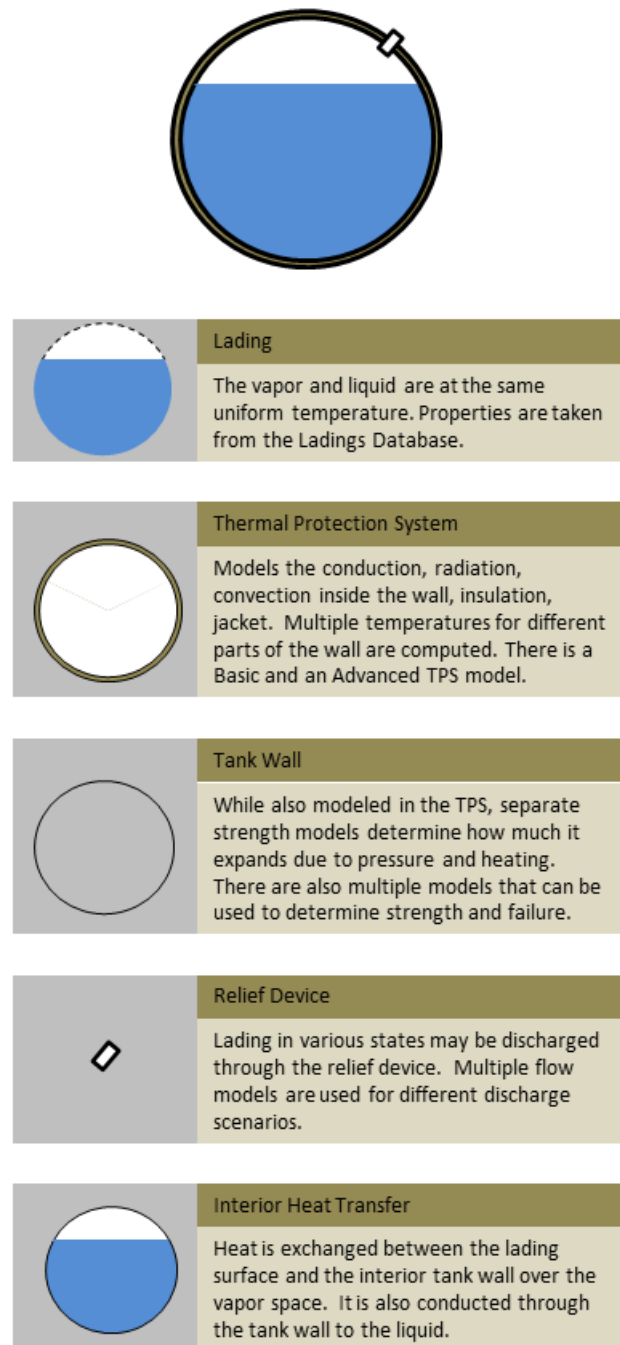 Lading
The vapor and liquid are at the same
uniform temperature. Properties are taken
from the Ladings Database.
Thermal Protection System
Models the conduction, radiation,
convection inside the wall, insulation,
jacket. Multiple temperatures for different
parts of the wall are computed. There is a
Basic and an Advanced TPS model.
Tank Wall
While also modeled in the TPS, separate
strength models determine how much it
expands due to pressure and heating.
There are also multiple models that can be
used to determine strength and failure.
Relief Device
Lading in various states may be discharged
through the relief device. Multiple flow
models are used for different discharge
scenarios.
Interior Heat Transfer
Heat is exchanged between the lading
surface and the interior tank wall over the
vapor space. It is also conducted through
the tank wall to the liquid.